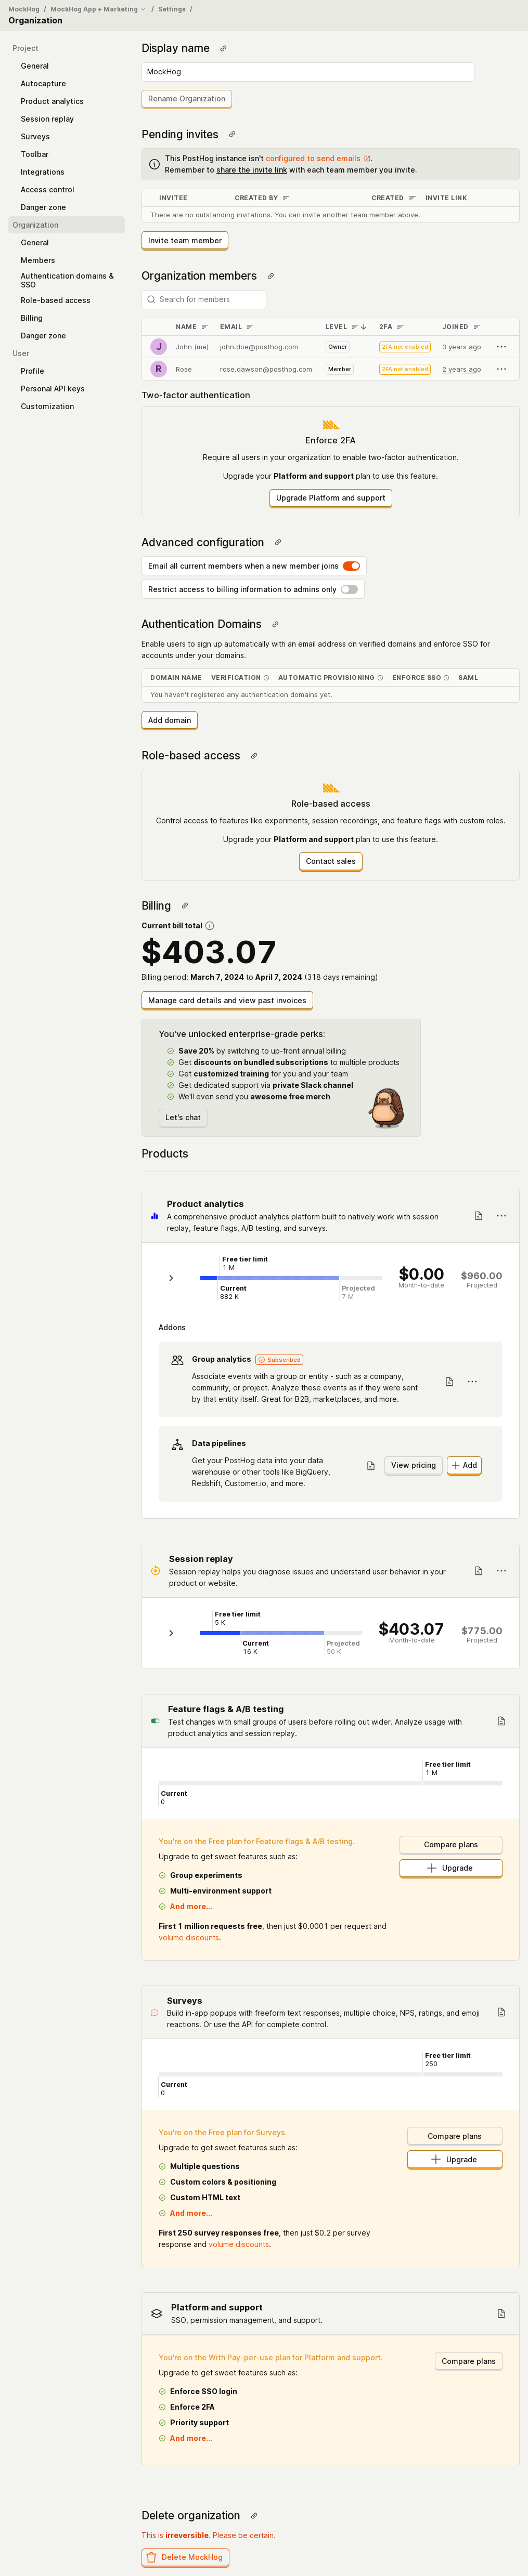 MockHog / MockHog App + Marketing / Settings /
Organization
Project
General
Autocapture
Product analytics
Session replay
Surveys
Toolbar
Integrations
Access control
Danger zone
Organization
General
Members
Authentication domains &
SSO
Role-based access
Billing
Danger zone
User
Profile
Personal API keys
Customization
Display name
MockHog
Rename Organization
Pending invites
This PostHog instance isn't configured to send emails.
Remember to share the invite link with each team member you invite.
INVITEE CREATED BY CREATED INVITE LINK
There are no outstanding invitations. You can invite another team member above.
Invite team member
Organization members
Search for members
NAME EMAIL LEVEL 2FA JOINED
J John (me) john.doe@posthog.com Owner 2FA not enabled 3 years ago
R Rose rose.dawson@posthog.com Member 2FA not enabled 2 years ago
Two-factor authentication
Enforce 2FA
Require all users in your organization to enable two-factor authentication.
Upgrade your Platform and support plan to use this feature.
Upgrade Platform and support
Advanced configuration
Email all current members when a new member joins
Restrict access to billing information to admins only
Authentication Domains
Enable users to sign up automatically with an email address on verified domains and enforce SSO for
accounts under your domains.
DOMAIN NAME VERIFICATION AUTOMATIC PROVISIONING ENFORCE SSO SAML
You haven't registered any authentication domains yet.
Add domain
Role-based access
Role-based access
Control access to features like experiments, session recordings, and feature flags with custom roles.
Upgrade your Platform and support plan to use this feature.
Contact sales
Billing
Current bill total
$403.07
Billing period: March 7, 2024 to April 7, 2024 (318 days remaining)
Manage card details and view past invoices
You've unlocked enterprise-grade perks:
Save 20% by switching to up-front annual billing
Get discounts on bundled subscriptions to multiple products
Get customized training for you and your team
Get dedicated support via private Slack channel
We'll even send you awesome free merch
Let's chat
Products
Product analytics
A comprehensive product analytics platform built to natively work with session
replay, feature flags, A/B testing, and surveys.
Free tier limit
1 M
Current
882 K
Projected
7 M
$0.00
Month-to-date
$960.00
Projected
Addons
Group analytics Subscribed
Associate events with a group or entity - such as a company,
community, or project. Analyze these events as if they were sent
by that entity itself. Great for B2B, marketplaces, and more.
Data pipelines
Get your PostHog data into your data
warehouse or other tools like BigQuery,
Redshift, Customer.io, and more.
View pricing
Add
Session replay
Session replay helps you diagnose issues and understand user behavior in your
product or website.
Free tier limit
5 K
Current
16 K
Projected
50 K
$403.07
Month-to-date
$775.00
Projected
Feature flags & A/B testing
Test changes with small groups of users before rolling out wider. Analyze usage with
product analytics and session replay.
Free tier limit
1 M
Current
0
You're on the Free plan for Feature flags & A/B testing.
Upgrade to get sweet features such as:
Group experiments
Multi-environment support
And more...
First 1 million requests free, then just $0.0001 per request and
volume discounts.
Compare plans
Upgrade
Surveys
Build in-app popups with freeform text responses, multiple choice, NPS, ratings, and emoji
reactions. Or use the API for complete control.
Free tier limit
250
Current
0
You're on the Free plan for Surveys.
Upgrade to get sweet features such as:
Multiple questions
Custom colors & positioning
Custom HTML text
And more...
First 250 survey responses free, then just $0.2 per survey
response and volume discounts.
Compare plans
Upgrade
Platform and support
SSO, permission management, and support.
You're on the With Pay-per-use plan for Platform and support.
Upgrade to get sweet features such as:
Enforce SSO login
Enforce 2FA
Priority support
And more...
Compare plans
Delete organization
This is irreversible. Please be certain.
Delete MockHog